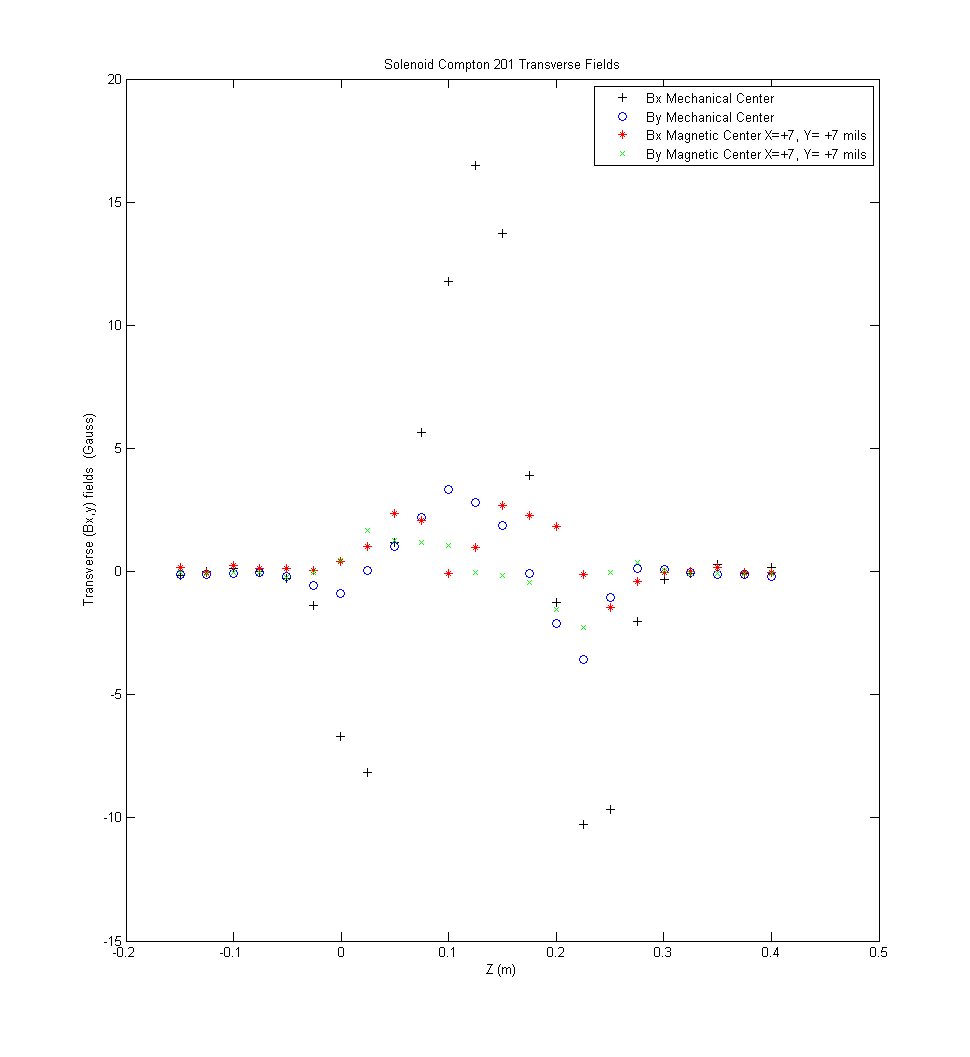 Solenoid Compton 201 Transverse Fields
20
15
10
5
0
-5
-10
-15
Transverse (Bx,y) fields (Gauss)
Bx Mechanical Center
By Mechanical Center
Bx Magnetic Center X=+7, Y= +7 mils
By Magnetic Center X=+7, Y= +7 mils
-0.2 -0.1 0 0.1 0.2 0.3 0.4 0.5
Z (m)